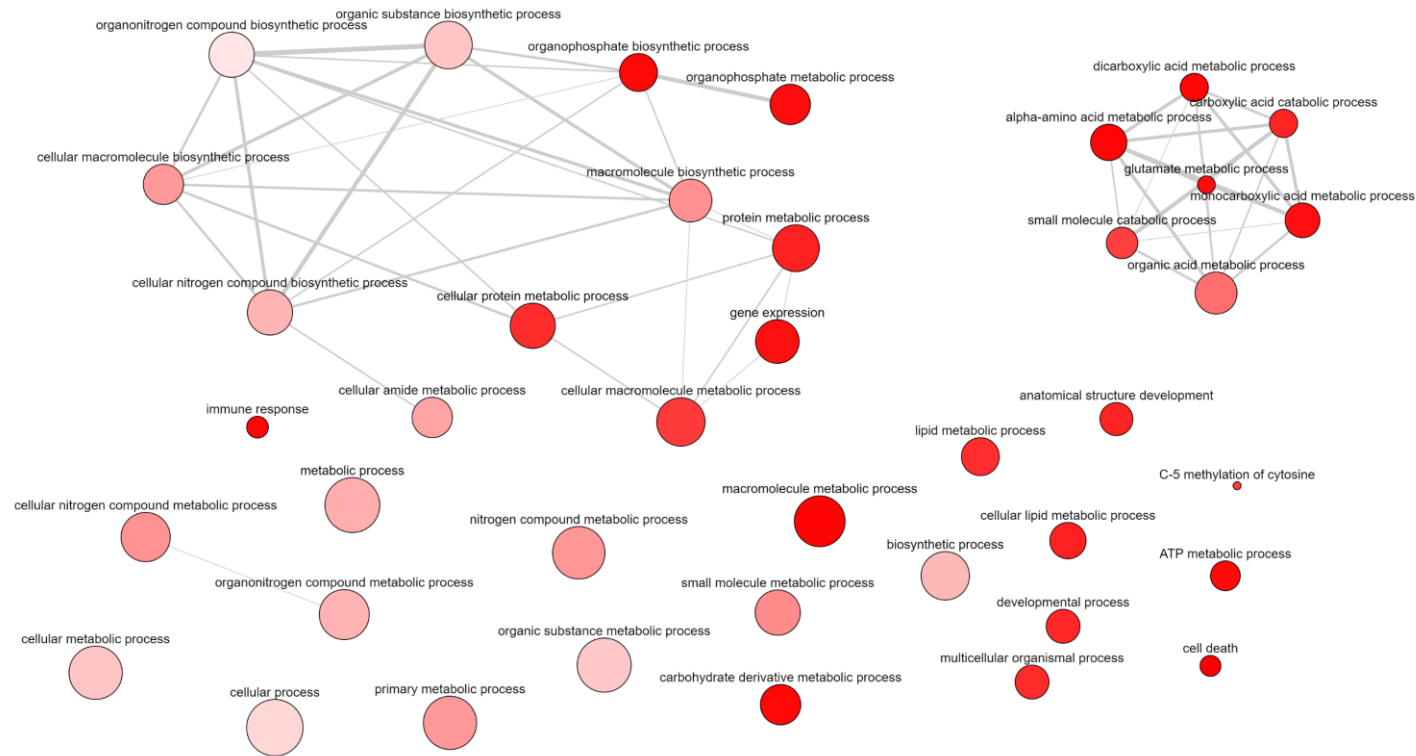 organic substance biosynthetic process
organonitrogen compound biosynthetic process
organophosphate biosynthetic process
organophosphate metabolic process
dicarboxylic acid metabolic process
carboxylic acid catabolic process
alpha-amino acid metabolic process
cellular macromolecule biosynthetic process
macromolecule biosynthetic process
glutamate metabolic process
monocarboxylic acid metabolic process
protein metabolic process
small molecule catabolic process
organic acid metabolic process
cellular nitrogen compound biosynthetic process
cellular protein metabolic process
gene expression
cellular amide metabolic process
cellular macromolecule metabolic process
anatomical structure development
immune response
lipid metabolic process
metabolic process
C-5 methylation of cytosine
macromolecule metabolic process
cellular nitrogen compound metabolic process
nitrogen compound metabolic process
cellular lipid metabolic process
biosynthetic process
ATP metabolic process
organonitrogen compound metabolic process
small molecule metabolic process
developmental process
cellular metabolic process
organic substance metabolic process
cell death
multicellular organismal process
carbohydrate derivative metabolic process
cellular process
primary metabolic process